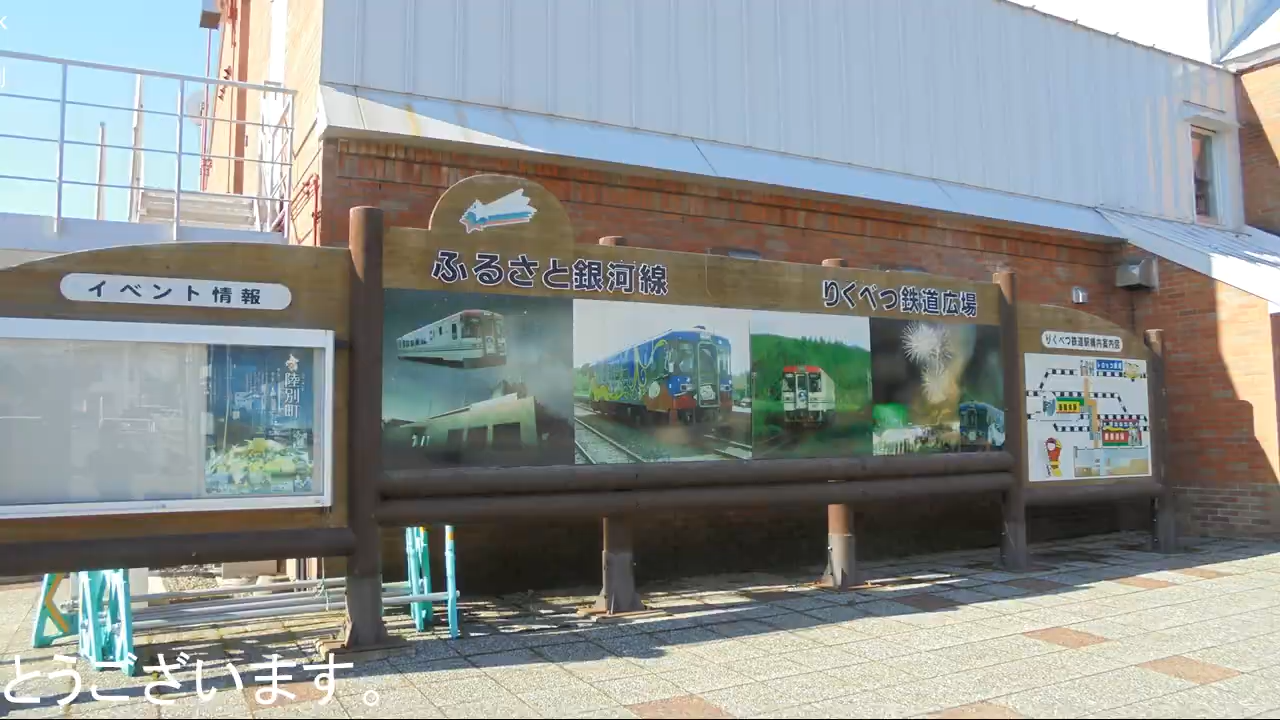 イベント情報
陸別町
ふるさと銀河線
りくべつ鉄道広場
りくべつ鉄道駅構内案内図
とうございます。